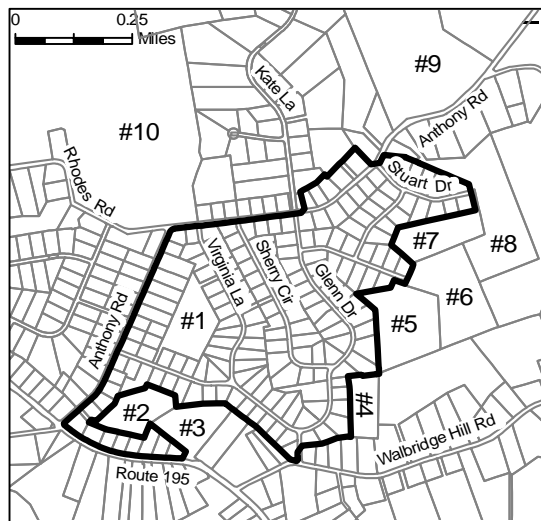 0 0.25
Miles
#9
Kate La
Anthony Rd
#10
Stuart Dr
Rhodes Rd
#7
#8
Virginia La
Sherry Cir
Glenn Dr
#6
#1
#5
Anthony Rd
#4
#2
#3
Walbridge Hill Rd
Route 195